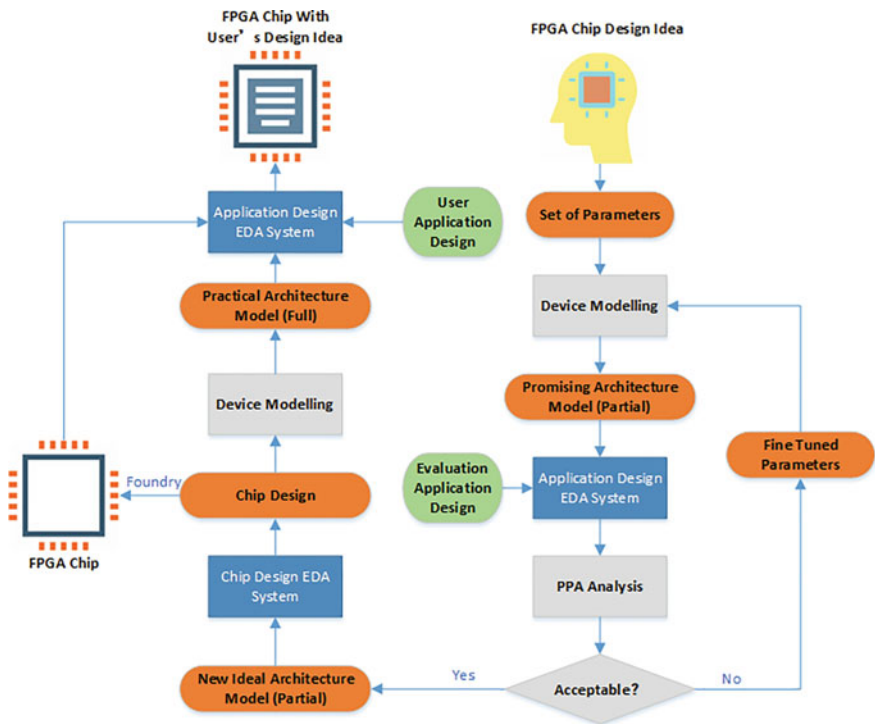 FPGA Chip With
User’s Design Idea
FPGA Chip Design Idea
Application Design
EDA System
User
Application
Design
Set of Parameters
Practical Architecture
Model (Full)
Device Modelling
Device Modelling
Promising Architecture
Model (Partial)
Fine Tuned
Parameters
Foundry
Chip Design
Evaluation
Application
Design
Application Design
EDA System
FPGA Chip
Chip Design EDA
System
PPA Analysis
New Ideal Architecture
Model (Partial)
Yes
Acceptable?
No